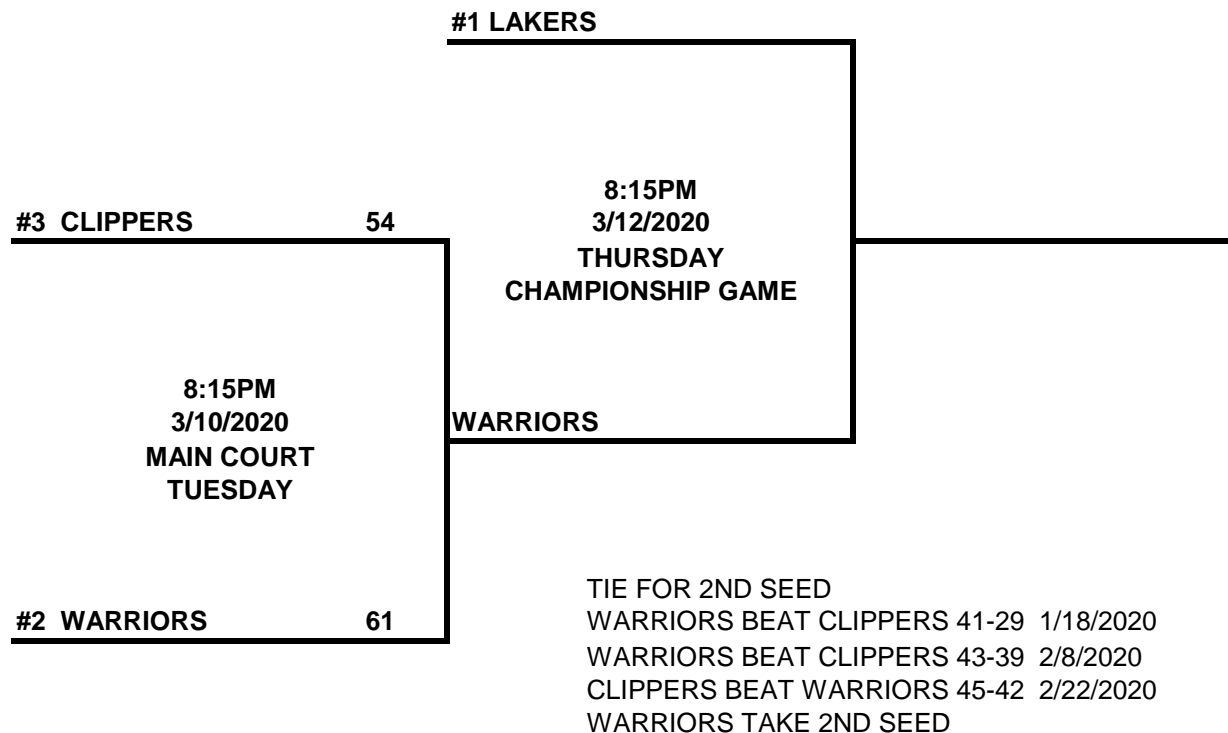 #1 LAKERS
8:15PM
3/12/2020
THURSDAY
CHAMPIONSHIP GAME
#3 CLIPPERS 54
8:15PM
3/10/2020
MAIN COURT
TUESDAY
WARRIORS
#2 WARRIORS 61
TIE FOR 2ND SEED
WARRIORS BEAT CLIPPERS 41-29 1/18/2020
WARRIORS BEAT CLIPPERS 43-39 2/8/2020
CLIPPERS BEAT WARRIORS 45-42 2/22/2020
WARRIORS TAKE 2ND SEED